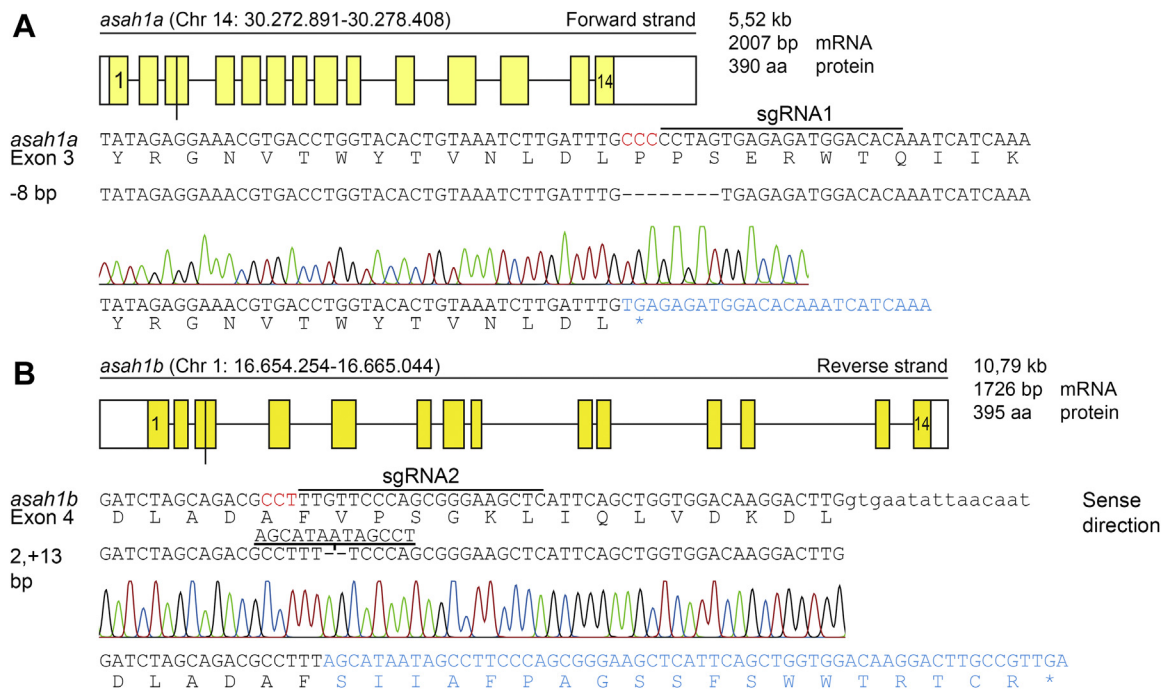 A
asah1a (Chr 14: 30.272.891-30.278.408) Forward strand
5,52 kb
2007 bp mRNA
390 aa protein
1 14
sgRNA1
asah1a TATAGAGGAAACGTGACCTGGTACACTGTAAATCTTGATTTGCCCCCTAGTGAGAGATGGACACAAATCATCAAA
Exon 3 Y R G N V T W Y T V N L D L P P S E R W T Q I I K
-8 bp TATAGAGGAAACGTGACCTGGTACACTGTAAATCTTGATTTG--------TGAGAGATGGACACAAATCATCAAA
TATAGAGGAAACGTGACCTGGTACACTGTAAATCTTGATTTGTGAGAGATGGACACAAATCATCAAA
Y R G N V T W Y T V N L D L *
B
asah1b (Chr 1: 16.654.254-16.665.044) Reverse strand
10,79 kb
1726 bp mRNA
395 aa protein
1 14
sgRNA2
asah1b GATCTAGCAGACGCCTTTGTTCCCAGCGGGAAGCTCATTCAGCTGGTGGACAAGGACTTGgtgaatattaacaat Sense
Exon 4 D L A D A F V P S G K L I Q L V D K D L direction
AGCATAATAGCCT
2,+13 GATCTAGCAGACGCCTTT--TCCCAGCGGGAAGCTCATTCAGCTGGTGGACAAGGACTTG
bp
GATCTAGCAGACGCCTTTAGCATAATAGCCTTCCCAGCGGGAAGCTCATTCAGCTGGTGGACAAGGACTTGCCGTTGA
D L A D A F S I I A F P A G S S F S W W T R T C R *